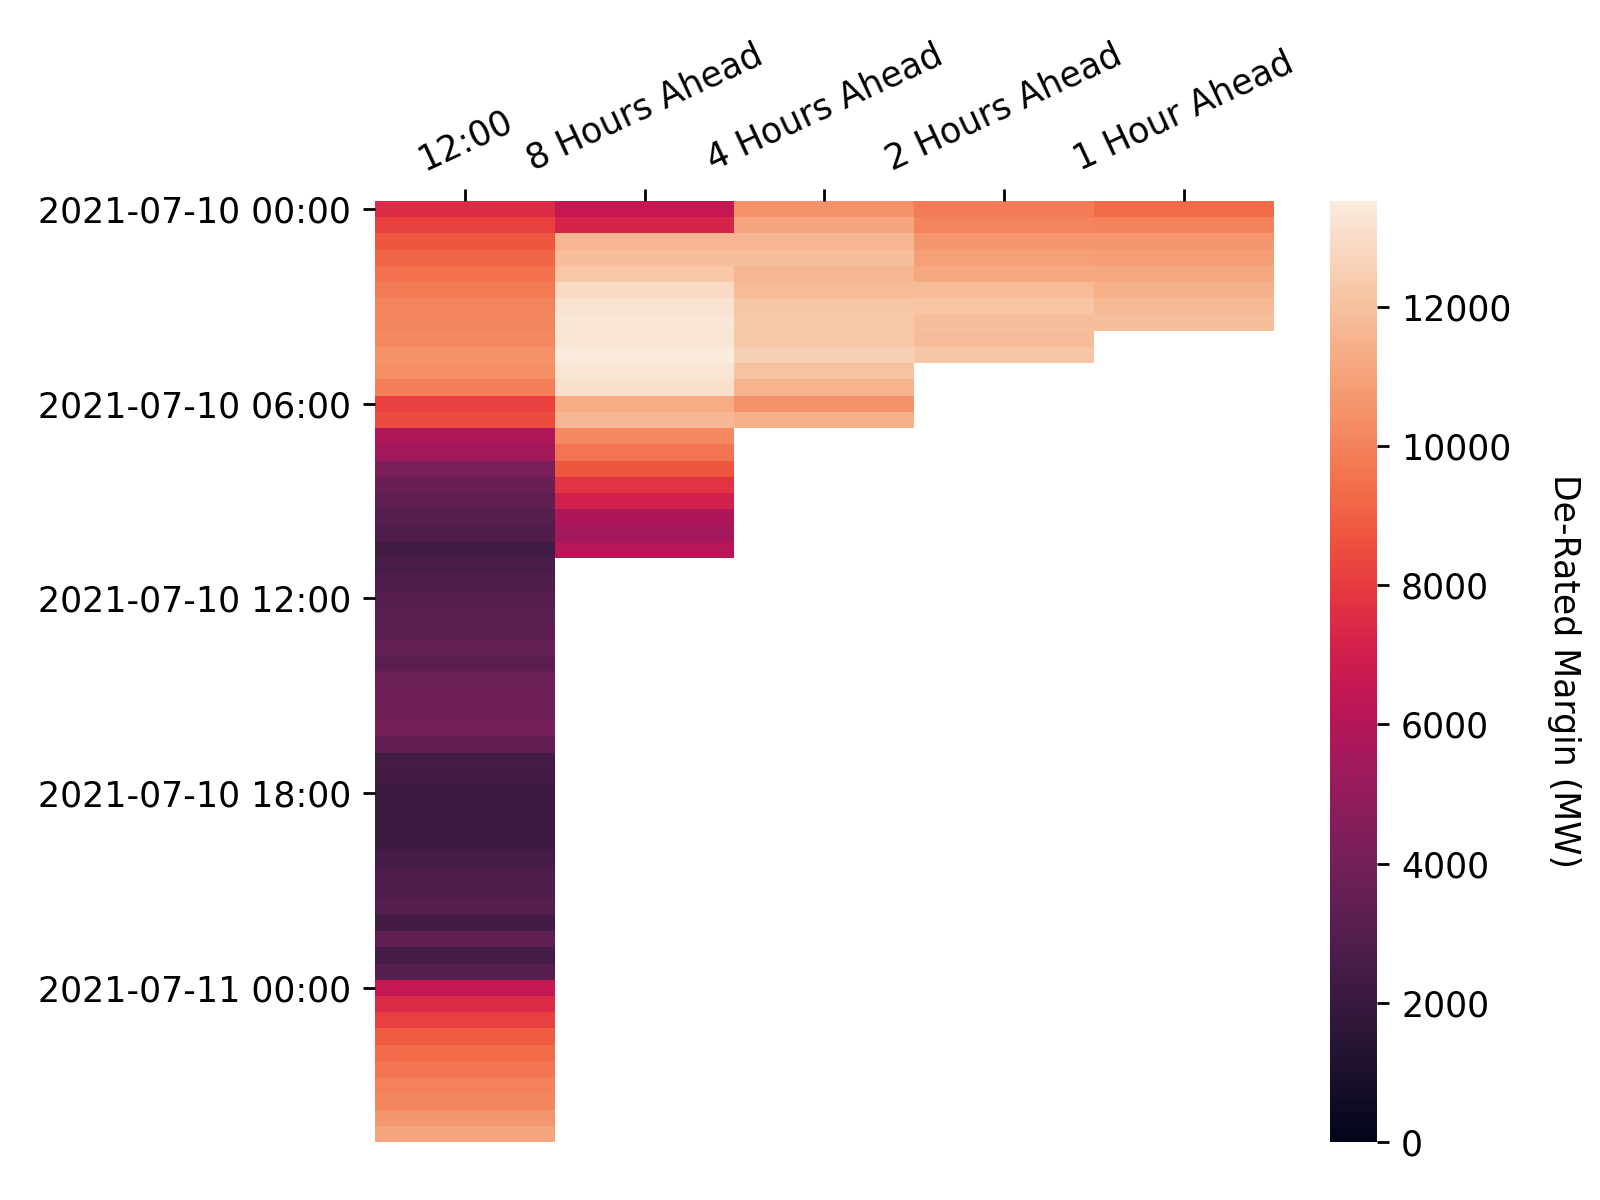 12:00
8 Hours Ahead
4 Hours Ahead
2 Hours Ahead
1 Hour Ahead
2021-07-10 00:00
2021-07-10 06:00
2021-07-10 12:00
2021-07-10 18:00
2021-07-11 00:00
12000
10000
8000
6000
4000
2000
0
De-Rated Margin (MW)